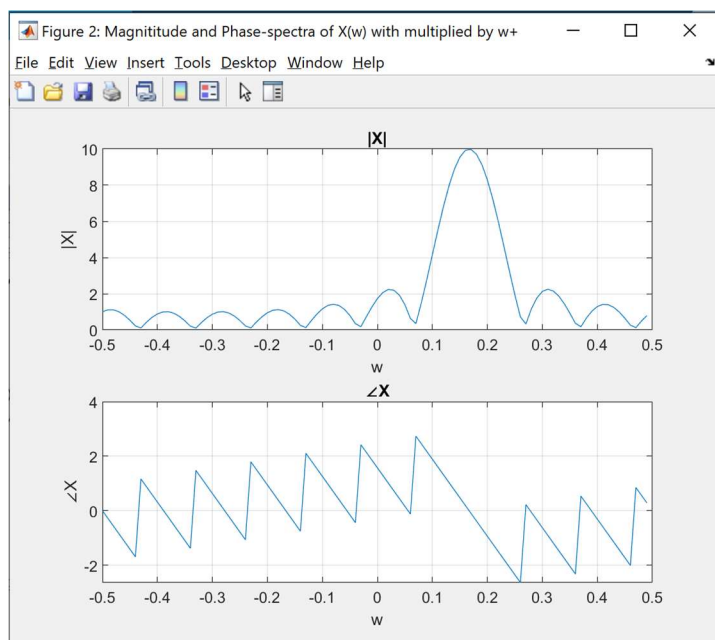 Figure 2: Magnititude and Phase-spectra of X(w) with multiplied by w+
File Edit View Insert Tools Desktop Window Help
|X|
10
8
6
4
2
0
|X|
-0.5 -0.4 -0.3 -0.2 -0.1 0 0.1 0.2 0.3 0.4 0.5
w
∠X
4
2
0
-2
∠X
-0.5 -0.4 -0.3 -0.2 -0.1 0 0.1 0.2 0.3 0.4 0.5
w